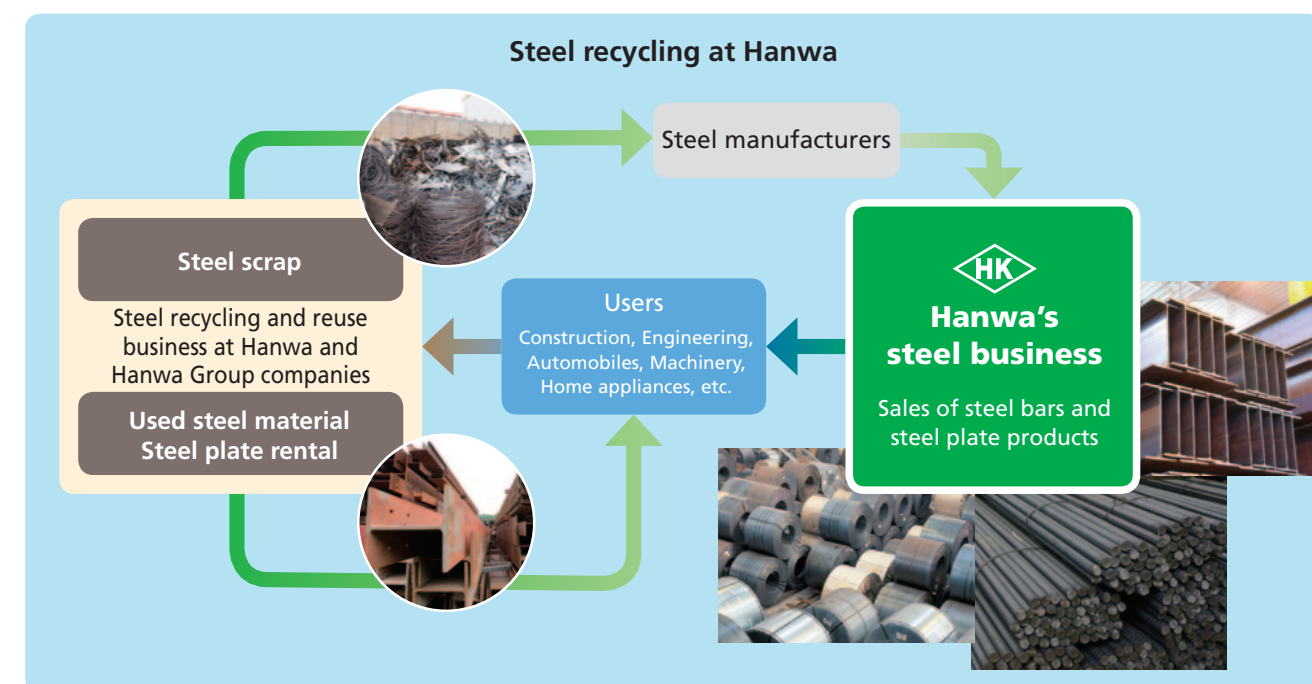 Steel recycling at Hanwa
Steel manufacturers
Steel scrap
Steel recycling and reuse
business at Hanwa and
Hanwa Group companies
Used steel material
Steel plate rental
Users
Construction, Engineering,
Automobiles, Machinery,
Home appliances, etc.
HK
Hanwa’s
steel business
Sales of steel bars and
steel plate products